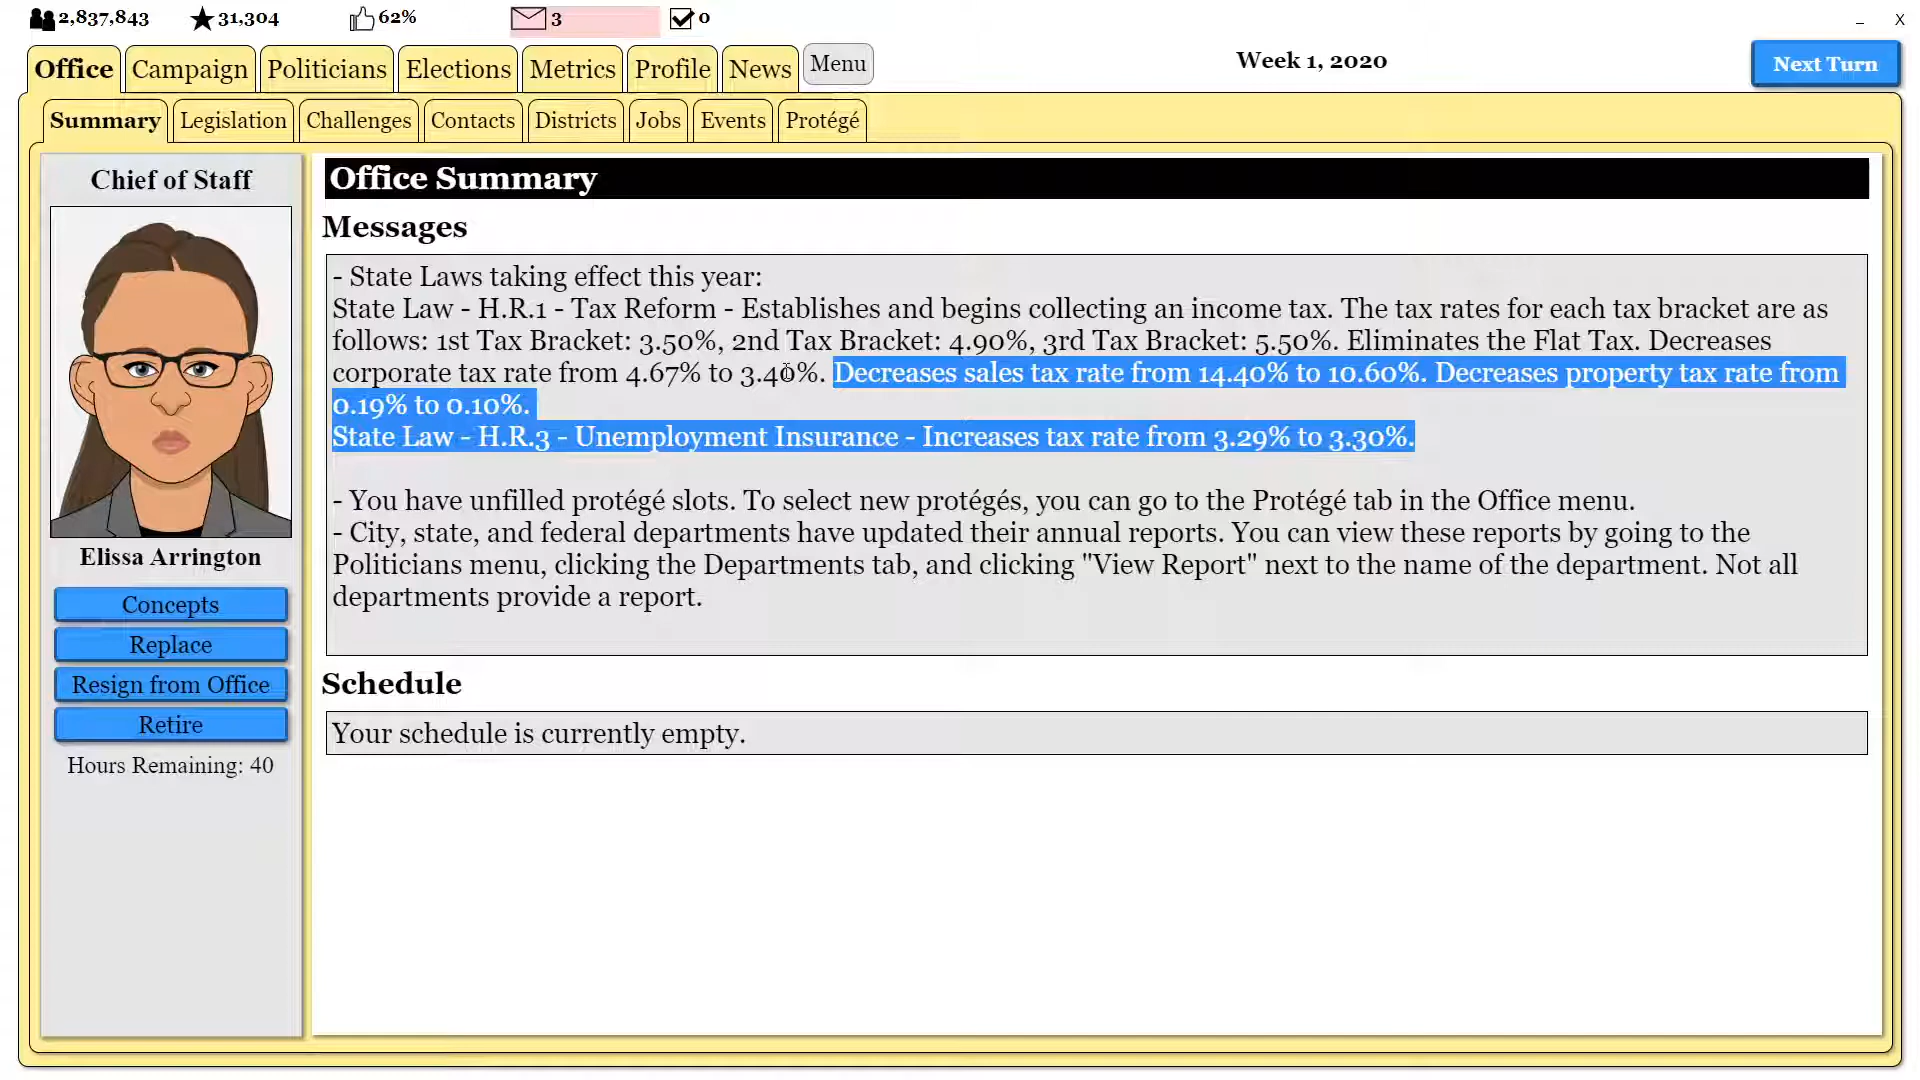 2,837,843 31,304 62% 3 0 _ X
Office Campaign Politicians Elections Metrics Profile News Menu Week 1, 2020 Next Turn
Summary Legislation Challenges Contacts Districts Jobs Events Protégé
Chief of Staff
Elissa Arrington
Concepts
Replace
Resign from Office
Retire
Hours Remaining: 40
Office Summary
Messages
- State Laws taking effect this year:
State Law - H.R.1 - Tax Reform - Establishes and begins collecting an income tax. The tax rates for each tax bracket are as
follows: 1st Tax Bracket: 3.50%, 2nd Tax Bracket: 4.90%, 3rd Tax Bracket: 5.50%. Eliminates the Flat Tax. Decreases
corporate tax rate from 4.67% to 3.40%. Decreases sales tax rate from 14.40% to 10.60%. Decreases property tax rate from
0.19% to 0.10%.
State Law - H.R.3 - Unemployment Insurance - Increases tax rate from 3.29% to 3.30%.
- You have unfilled protégé slots. To select new protégés, you can go to the Protégé tab in the Office menu.
- City, state, and federal departments have updated their annual reports. You can view these reports by going to the
Politicians menu, clicking the Departments tab, and clicking "View Report" next to the name of the department. Not all
departments provide a report.
Schedule
Your schedule is currently empty.